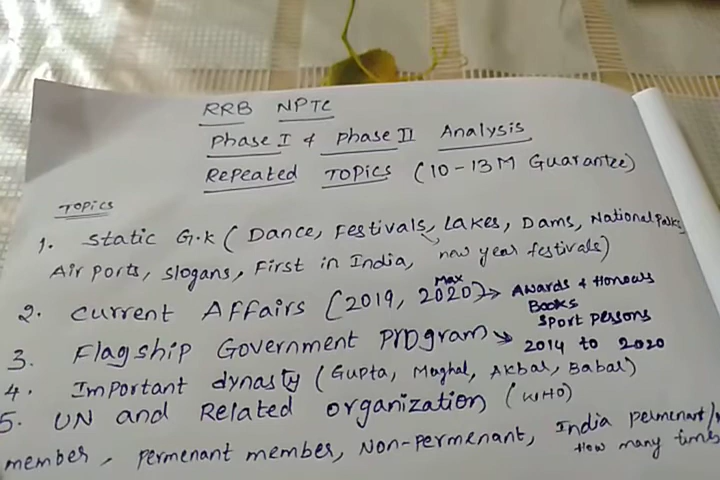 RRB NPTC
Phase I & Phase II Analysis
Repeated TOPICS (10-13M Guarantee)
TOPICS
1. Static G.K ( Dance, Festivals, Lakes, Dams, National Parks
Air ports, slogans, First in India, new year festivals)
2. Current Affairs (2019, 2020) Max → Awards & Honours
Books
Sport persons
3. Flagship Government program → 2014 to 2020
4. Important dynasty (Gupta, Moghal, Akbar, Babar)
5. UN and Related organization (WHO)
member, permenant member, Non-permenant, India permenant/
How many times